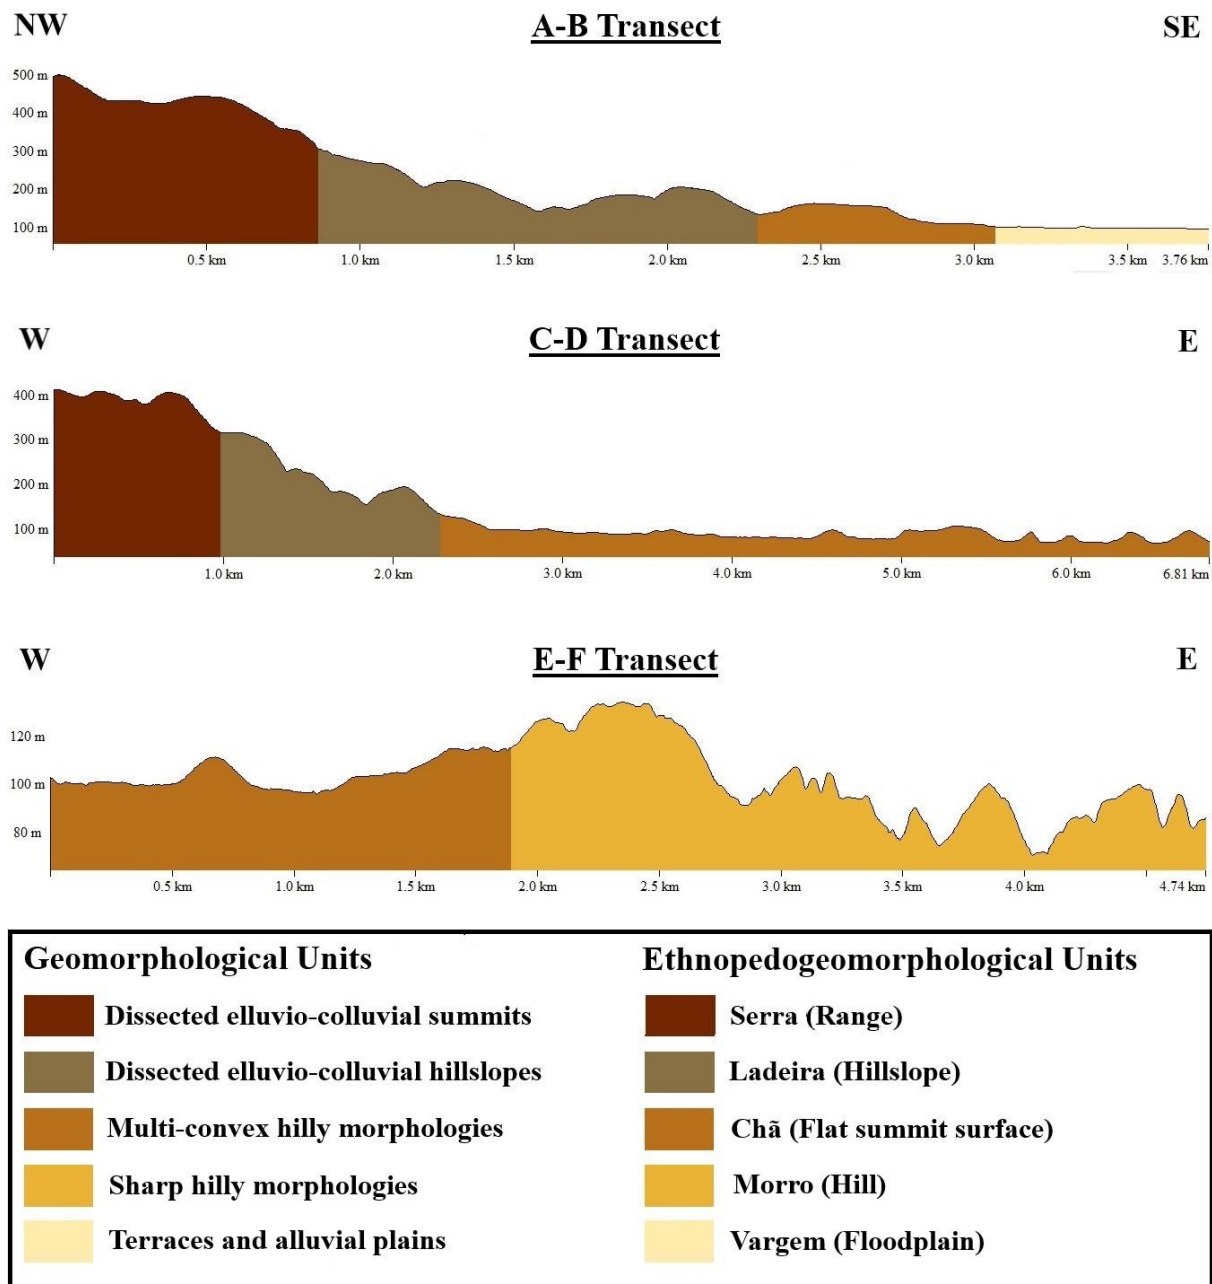 NW A-B Transect SE
500 m
400 m
300 m
200 m
100 m
0.5 km 1.0 km 1.5 km 2.0 km 2.5 km 3.0 km 3.5 km 3.76 km
W C-D Transect E
400 m
300 m
200 m
100 m
1.0 km 2.0 km 3.0 km 4.0 km 5.0 km 6.0 km 6.81 km
W E-F Transect E
120 m
100 m
80 m
0.5 km 1.0 km 1.5 km 2.0 km 2.5 km 3.0 km 3.5 km 4.0 km 4.74 km
Geomorphological Units
Dissected elluvio-colluvial summits
Dissected elluvio-colluvial hillslopes
Multi-convex hilly morphologies
Sharp hilly morphologies
Terraces and alluvial plains
Ethnopedogeomorphological Units
Serra (Range)
Ladeira (Hillslope)
Chã (Flat summit surface)
Morro (Hill)
Vargem (Floodplain)